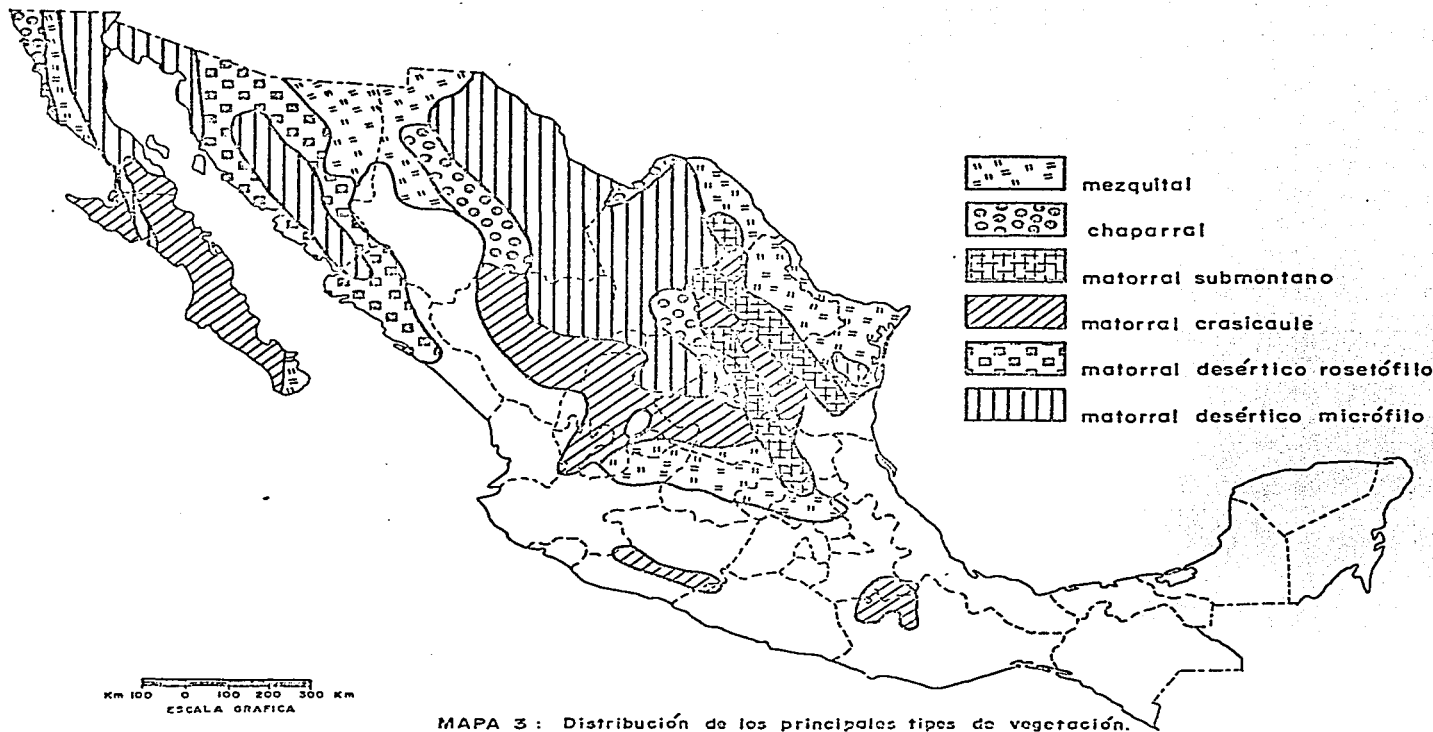 mezquital
chaparral
matorral submontano
matorral crasicaule
matorral desértico rosetófilo
matorral desértico micrófilo
Km 100 0 100 200 300 Km
ESCALA GRAFICA
MAPA 3 : Distribución de los principales tipos de vegetación.